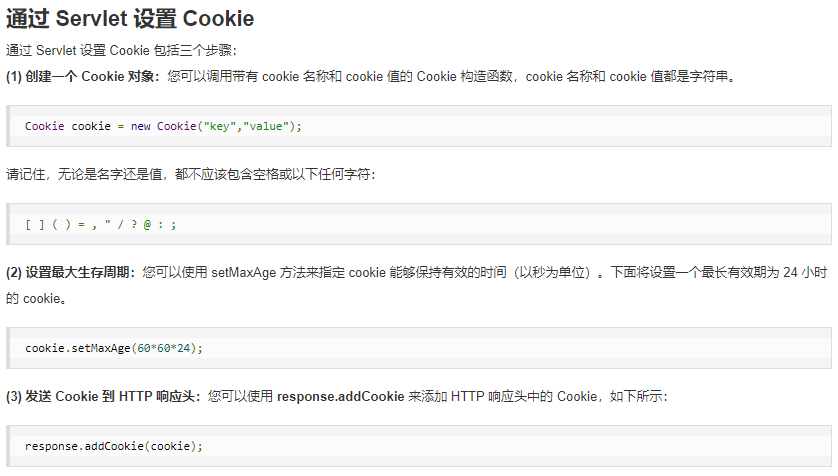 通过 Servlet 设置 Cookie
通过 Servlet 设置 Cookie 包括三个步骤：
(1) 创建一个 Cookie 对象：您可以调用带有 cookie 名称和 cookie 值的 Cookie 构造函数，cookie 名称和 cookie 值都是字符串。
Cookie cookie = new Cookie("key","value");
请记住，无论是名字还是值，都不应该包含空格或以下任何字符：
[ ] ( ) = , " / ? @ : ;
(2) 设置最大生存周期：您可以使用 setMaxAge 方法来指定 cookie 能够保持有效的时间（以秒为单位）。下面将设置一个最长有效期为 24 小时
的 cookie。
cookie.setMaxAge(60*60*24);
(3) 发送 Cookie 到 HTTP 响应头：您可以使用 response.addCookie 来添加 HTTP 响应头中的 Cookie，如下所示：
response.addCookie(cookie);